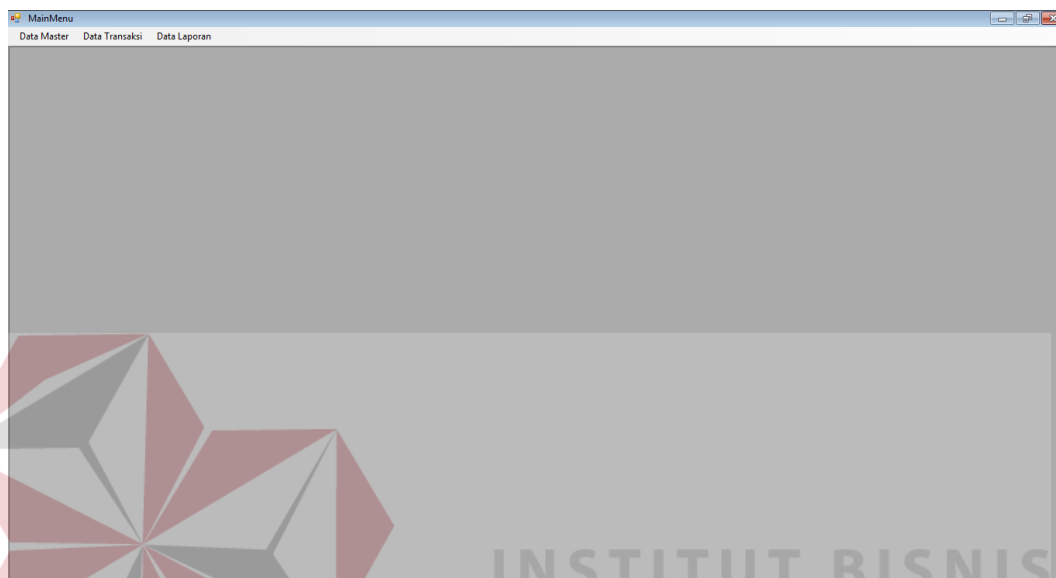 MainMenu
Data Master Data Transaksi Data Laporan
INSTITUT BISNIS